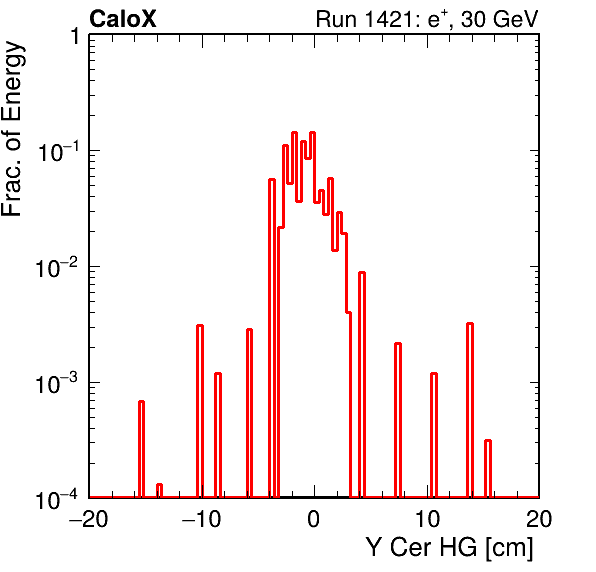 CaloX
Run 1421: e⁺, 30 GeV
Frac. of Energy
1
10⁻¹
10⁻²
10⁻³
10⁻⁴
−20
−10
0
10
20
Y Cer HG [cm]